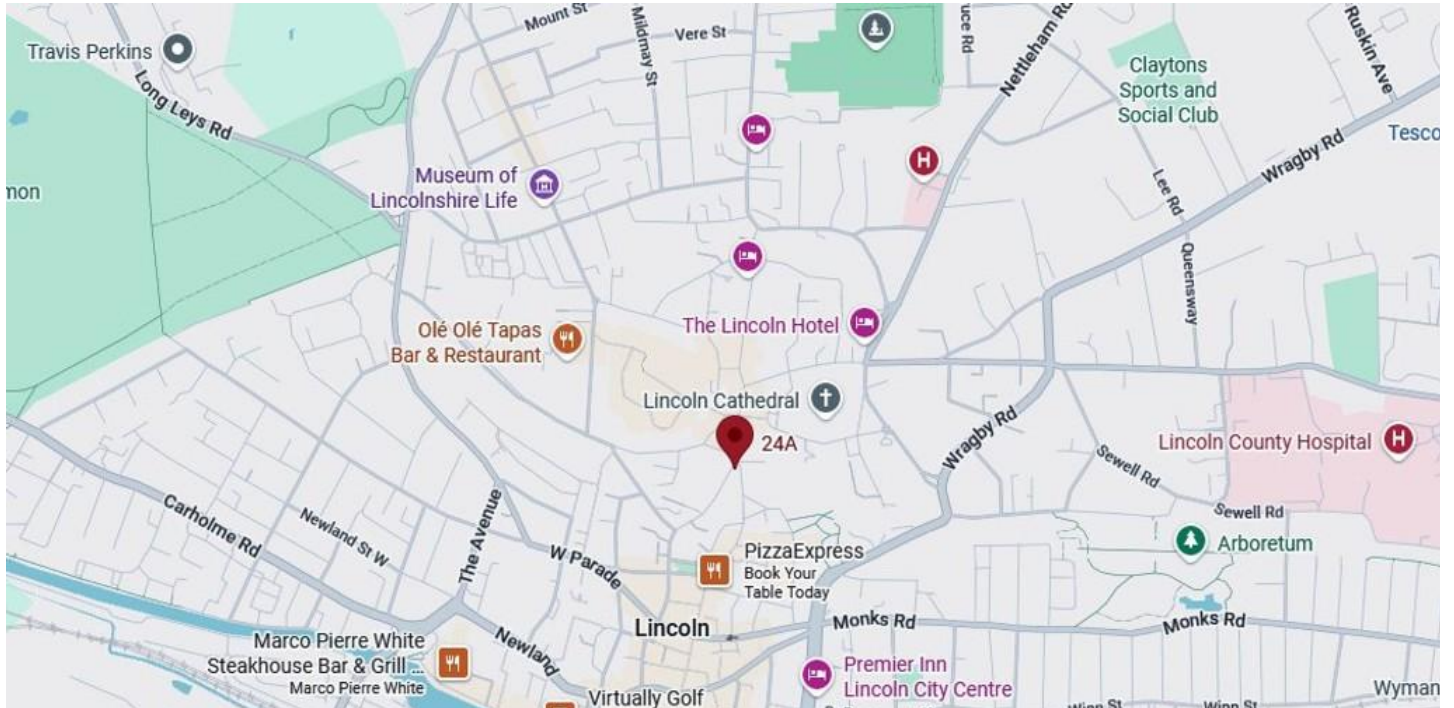 Mount St
Vere St
Mildmay St
Travis Perkins
Long Leys Rd
Nettleham Rd
Ruskin Ave
Claytons
Sports and
Social Club
Tesco
Wragby Rd
Lee Rd
Queensway
Museum of
Lincolnshire Life
H
Olé Olé Tapas
Bar & Restaurant
The Lincoln Hotel
Lincoln Cathedral
24A
Wragby Rd
Lincoln County Hospital
H
Sewell Rd
Sewell Rd
Arboretum
Carholme Rd
Newland St W
The Avenue
W Parade
PizzaExpress
Book Your
Table Today
Lincoln
Monks Rd
Monks Rd
Newland
Marco Pierre White
Steakhouse Bar & Grill ...
Marco Pierre White
Premier Inn
Lincoln City Centre
Virtually Golf
Wyman